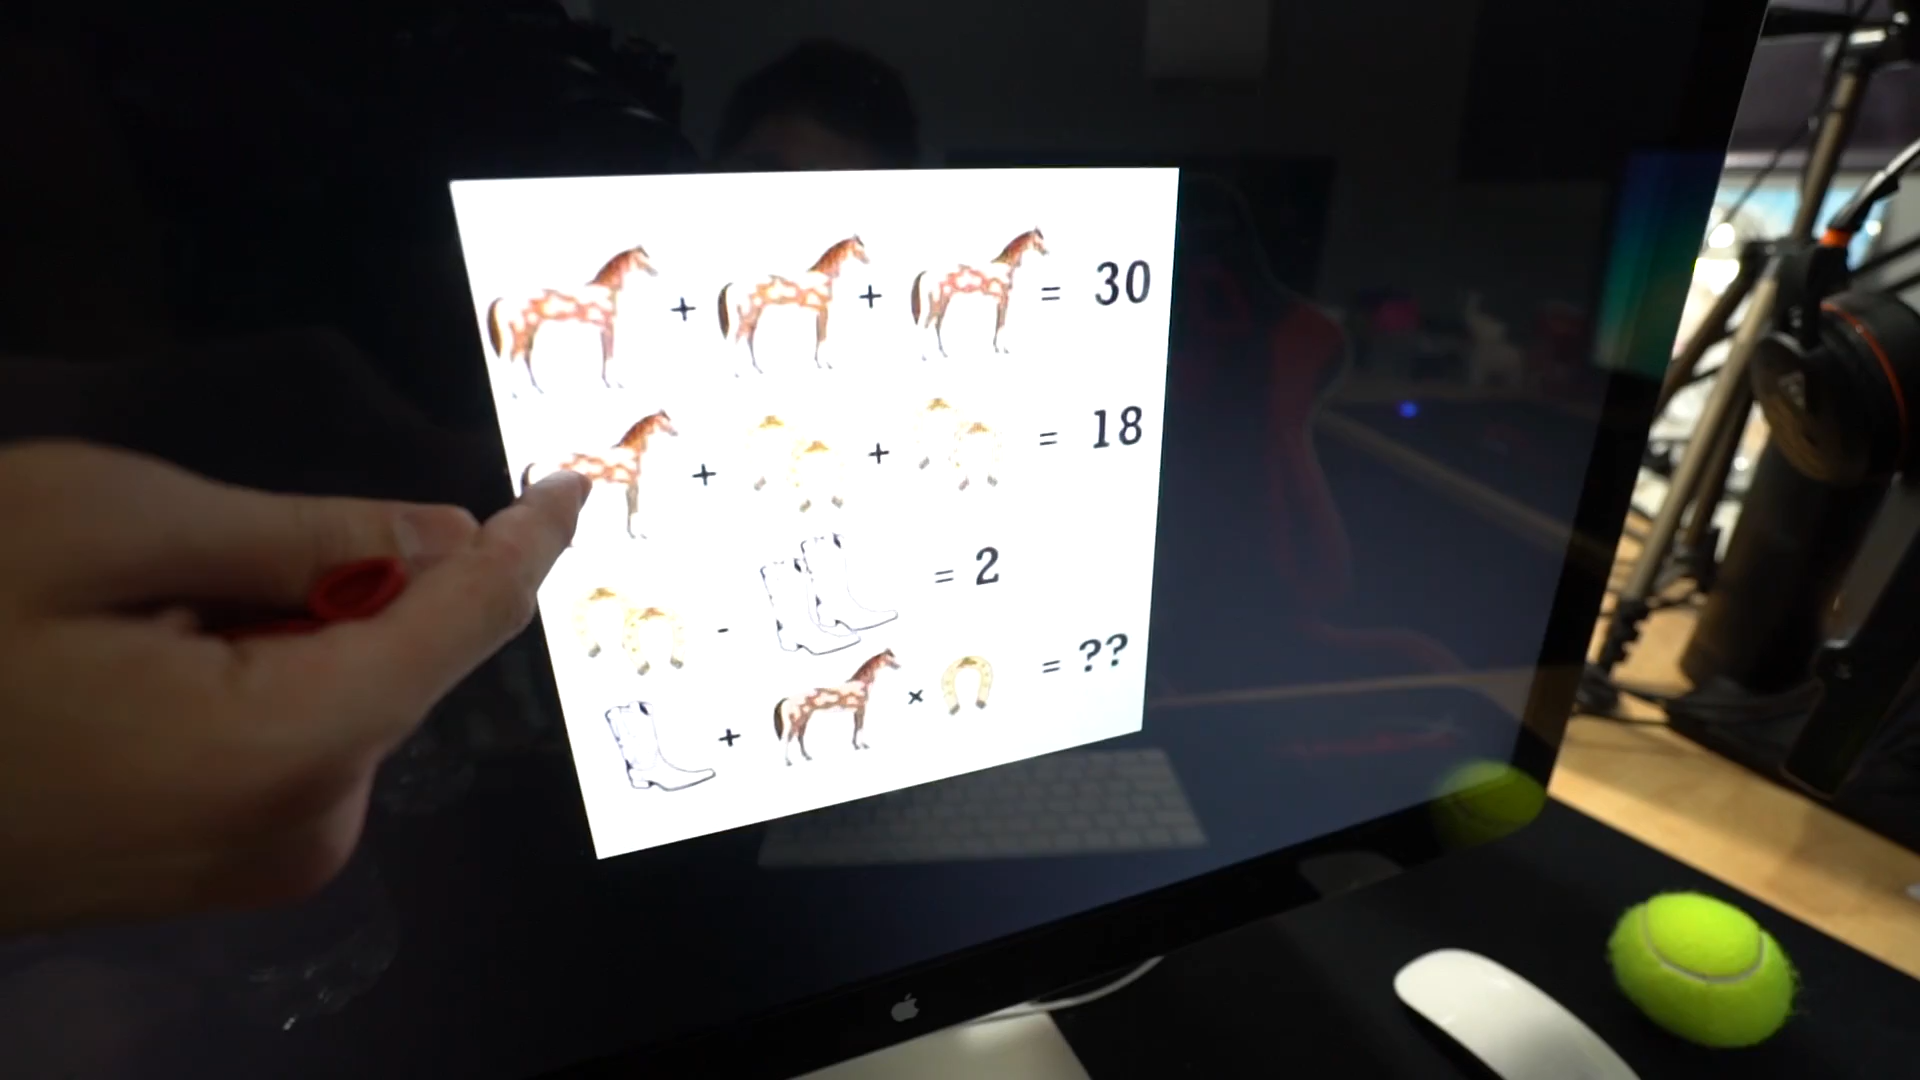 + + = 30
+ + = 18
- = 2
+ × = ??